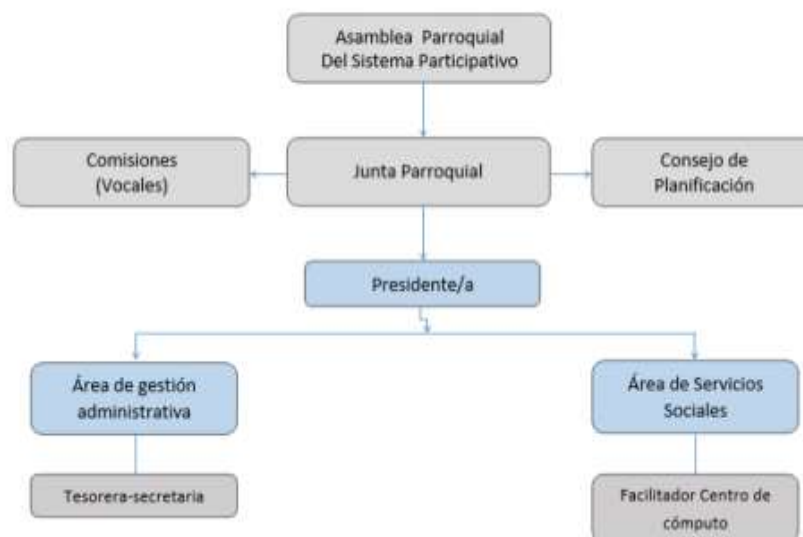 Asamblea Parroquial
Del Sistema Participativo
Comisiones
(Vocales)
Junta Parroquial
Consejo de
Planificación
Presidente/a
Área de gestión
administrativa
Área de Servicios
Sociales
Tesorera-secretaria
Facilitador Centro de
cómputo